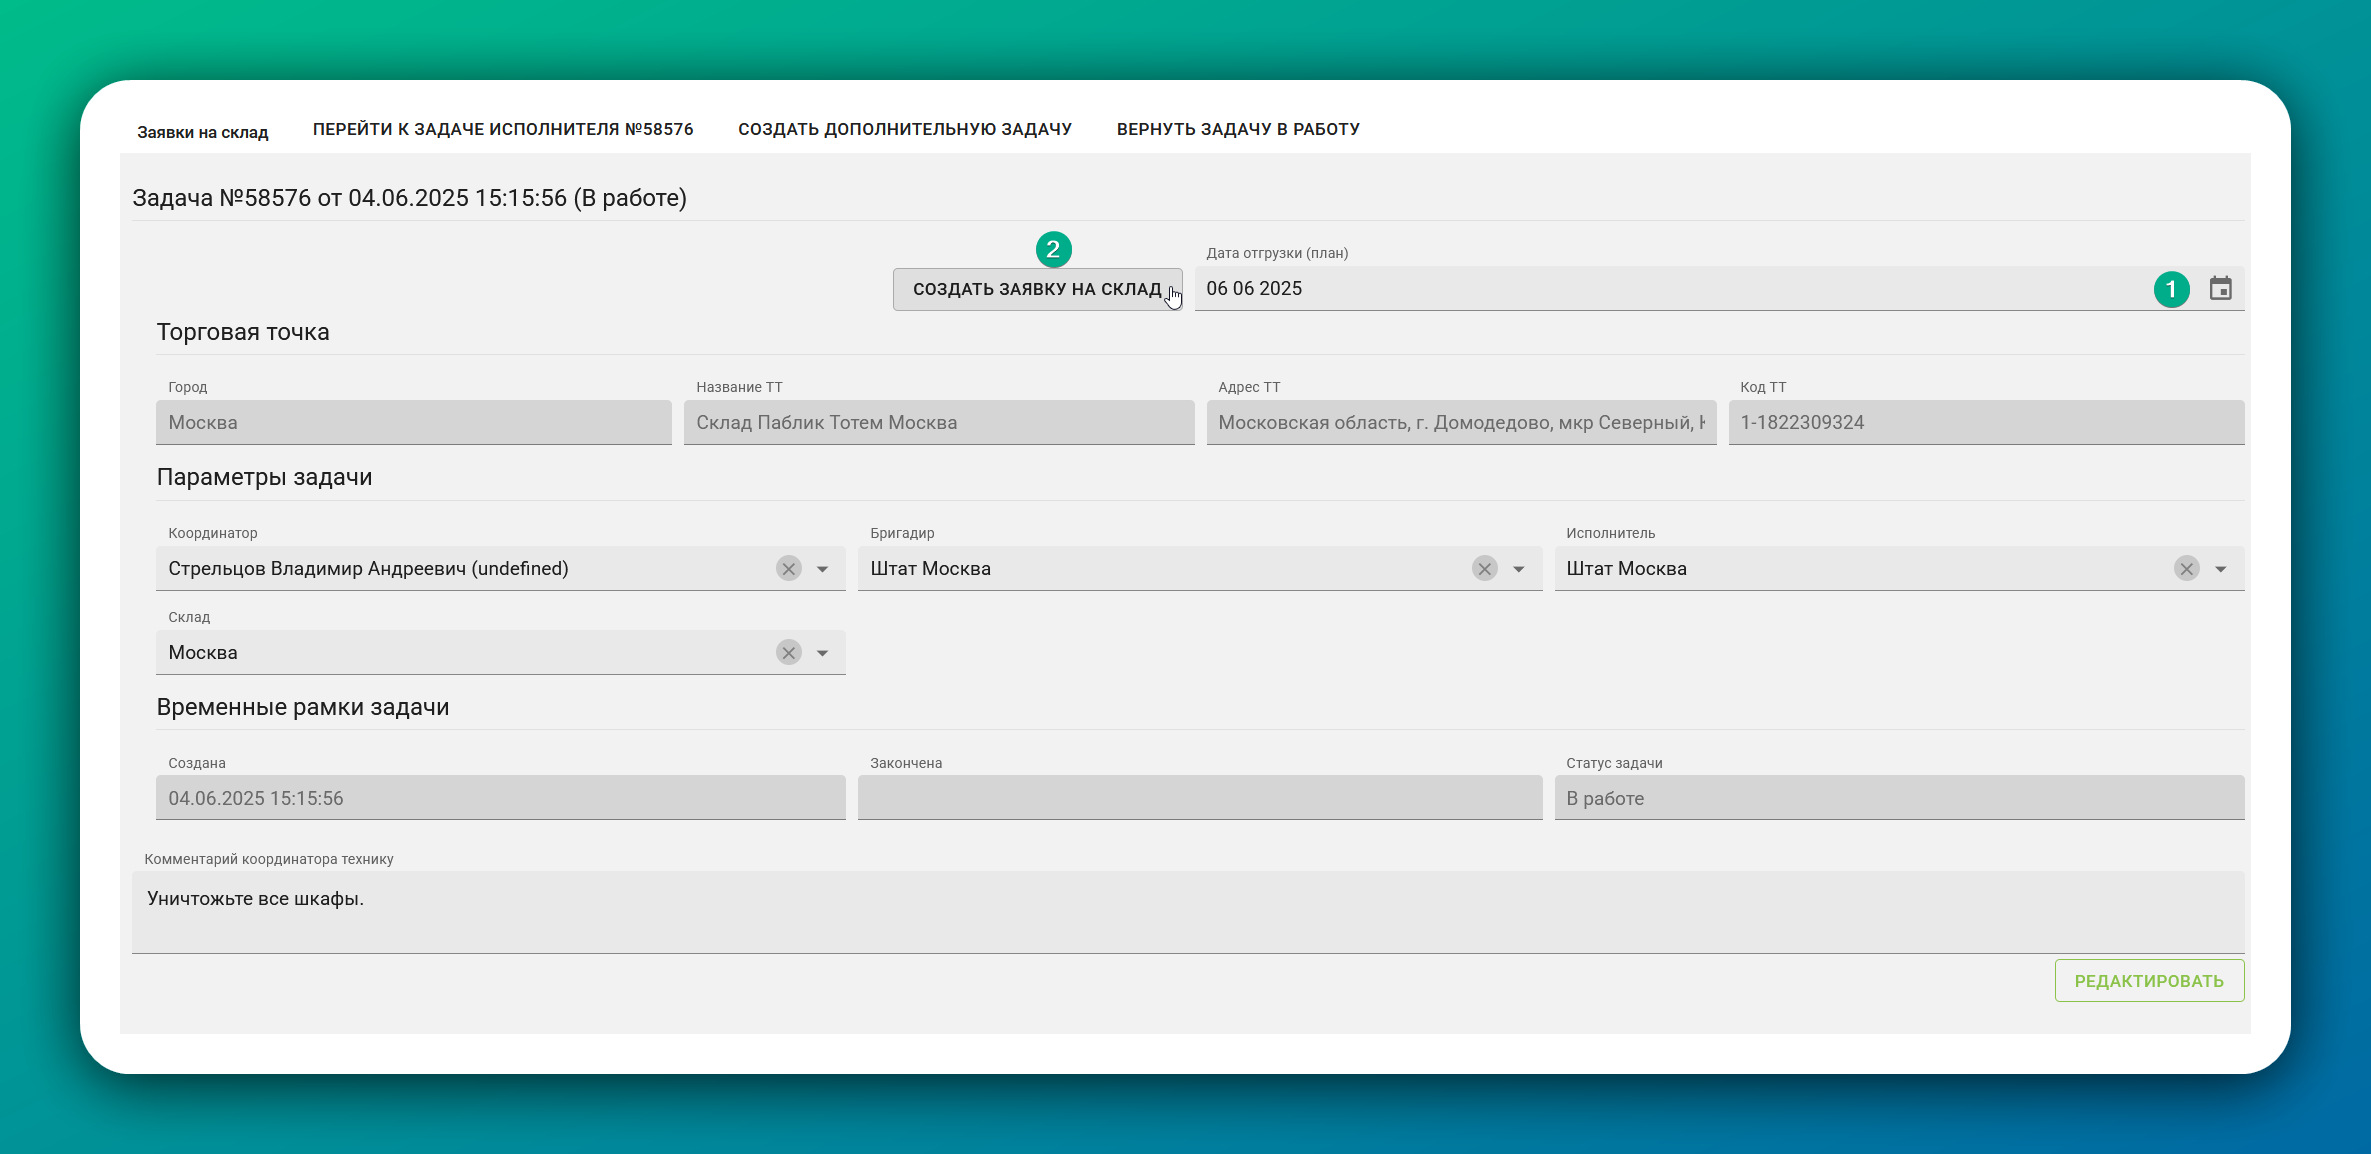 Заявки на склад ПЕРЕЙТИ К ЗАДАЧЕ ИСПОЛНИТЕЛЯ №58576 СОЗДАТЬ ДОПОЛНИТЕЛЬНУЮ ЗАДАЧУ ВЕРНУТЬ ЗАДАЧУ В РАБОТУ
Задача №58576 от 04.06.2025 15:15:56 (В работе)
2 Дата отгрузки (план)
СОЗДАТЬ ЗАЯВКУ НА СКЛАД 06 06 2025 1
Торговая точка
Город Название ТТ Адрес ТТ Код ТТ
Москва Склад Паблик Тотем Москва Московская область, г. Домодедово, мкр Северный, 1-1822309324
Параметры задачи
Координатор Бригадир Исполнитель
Стрельцов Владимир Андреевич (undefined) Штат Москва Штат Москва
Склад
Москва
Временные рамки задачи
Создана Закончена Статус задачи
04.06.2025 15:15:56 В работе
Комментарий координатора технику
Уничтожьте все шкафы.
РЕДАКТИРОВАТЬ